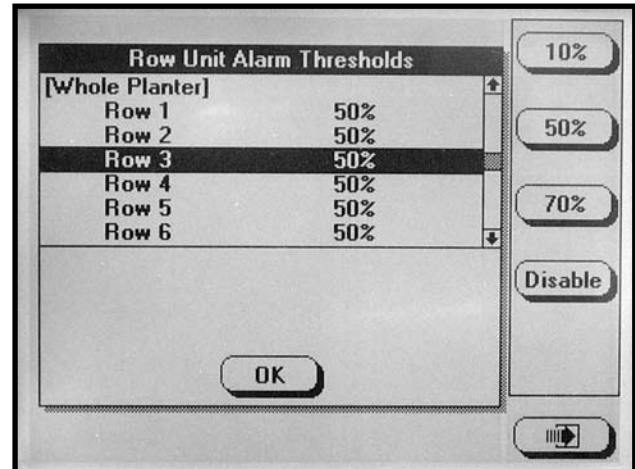 Row Unit Alarm Thresholds
[Whole Planter]
Row 1 50%
Row 2 50%
Row 3 50%
Row 4 50%
Row 5 50%
Row 6 50%
OK
10%
50%
70%
Disable